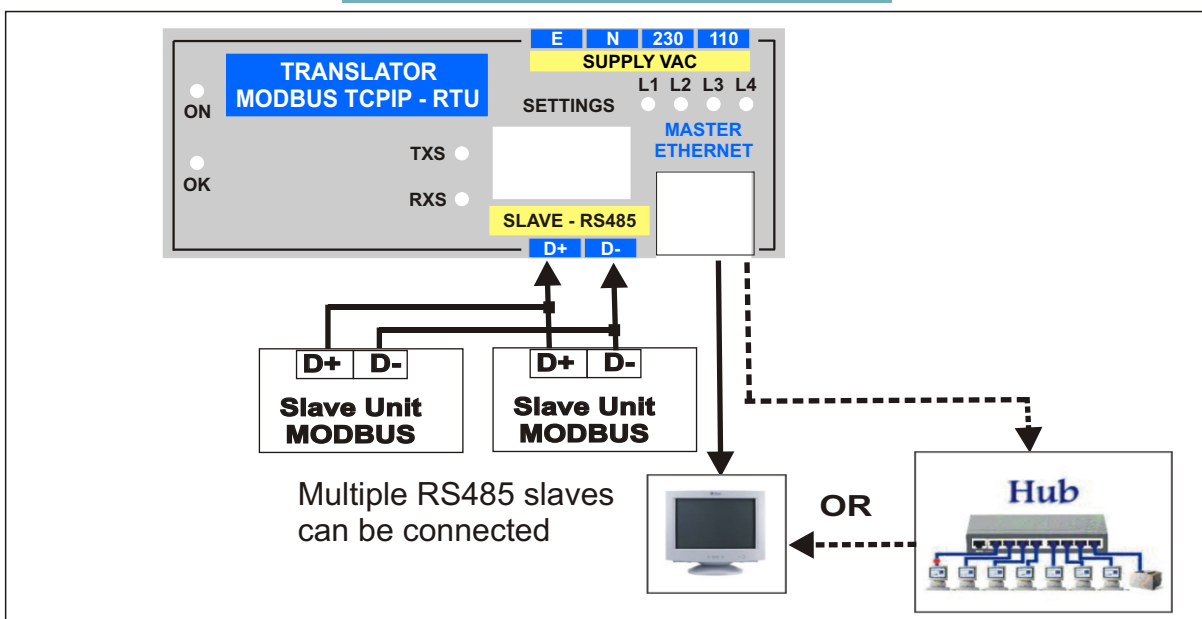 E N 230 110
SUPPLY VAC
TRANSLATOR
MODBUS TCPIP - RTU
L1 L2 L3 L4
SETTINGS
ON
MASTER
ETHERNET
TXS
OK
RXS
SLAVE - RS485
D+ D-
D+ D-
Slave Unit
MODBUS
D+ D-
Slave Unit
MODBUS
Multiple RS485 slaves
can be connected
OR
Hub